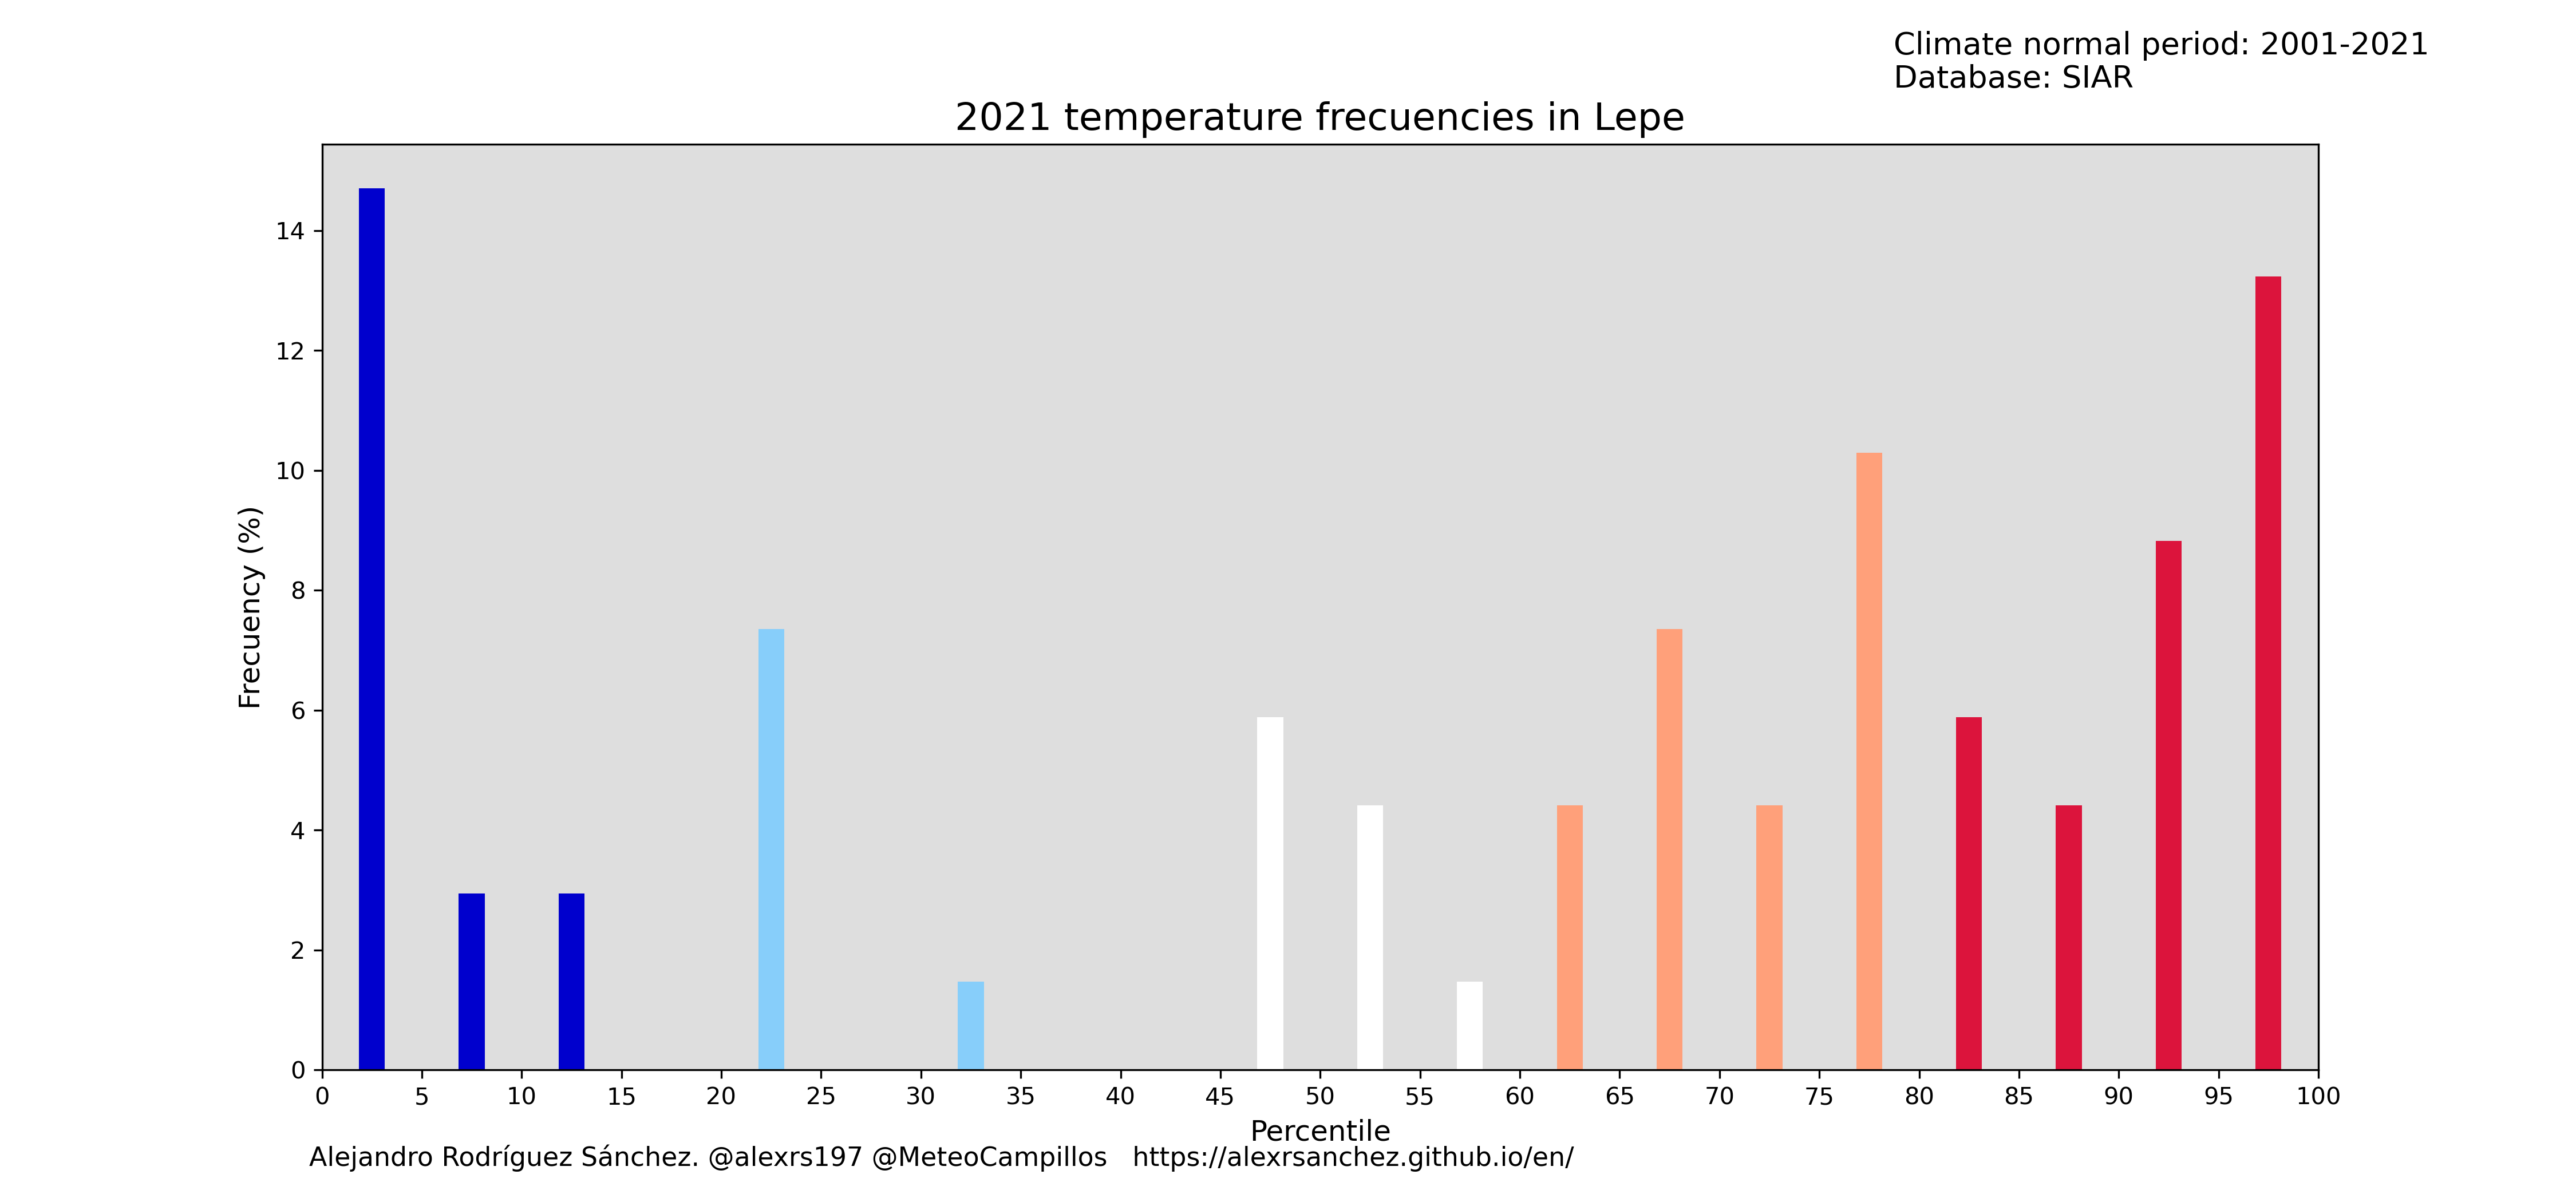 Climate normal period: 2001-2021
Database: SIAR
2021 temperature frecuencies in Lepe
Frecuency (%)
14
12
10
8
6
4
2
0
0 5 10 15 20 25 30 35 40 45 50 55 60 65 70 75 80 85 90 95 100
Percentile
Alejandro Rodríguez Sánchez. @alexrs197 @MeteoCampillos https://alexrsanchez.github.io/en/